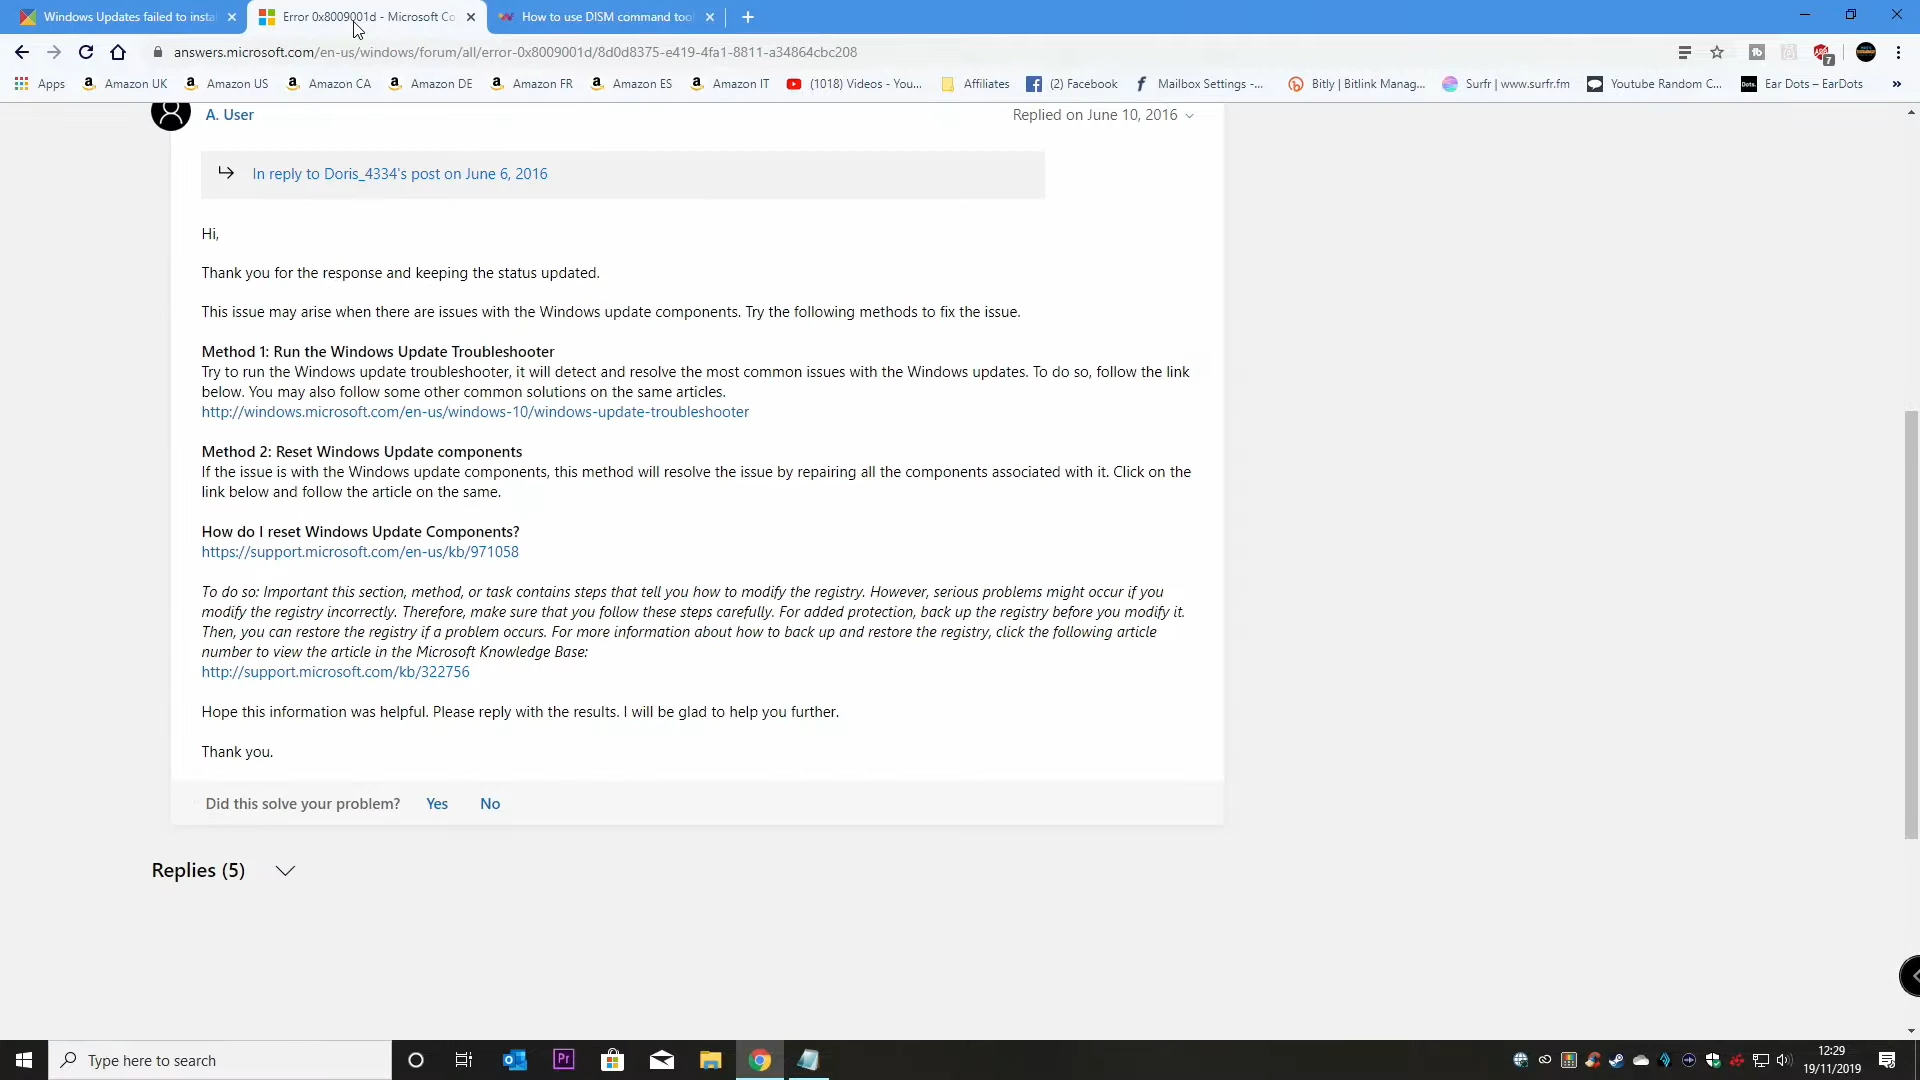 Windows Updates failed to insta
Error 0x8009001d - Microsoft Co
How to use DISM command too
answers.microsoft.com/en-us/windows/forum/all/error-0x8009001d/8d0d8375-e419-4fa1-8811-a34864cbc208
7
Apps
Amazon UK
Amazon US
Amazon CA
Amazon DE
Amazon FR
Amazon ES
Amazon IT
(1018) Videos - You...
Affiliates
(2) Facebook
Mailbox Settings -...
Bitly | Bitlink Manag...
Surfr | www.surfr.fm
Youtube Random C...
Ear Dots – EarDots
»
A. User
Replied on June 10, 2016
In reply to Doris_4334's post on June 6, 2016
Hi,
Thank you for the response and keeping the status updated.
This issue may arise when there are issues with the Windows update components. Try the following methods to fix the issue.
Method 1: Run the Windows Update Troubleshooter
Try to run the Windows update troubleshooter, it will detect and resolve the most common issues with the Windows updates. To do so, follow the link
below. You may also follow some other common solutions on the same articles.
http://windows.microsoft.com/en-us/windows-10/windows-update-troubleshooter
Method 2: Reset Windows Update components
If the issue is with the Windows update components, this method will resolve the issue by repairing all the components associated with it. Click on the
link below and follow the article on the same.
How do I reset Windows Update Components?
https://support.microsoft.com/en-us/kb/971058
To do so: Important this section, method, or task contains steps that tell you how to modify the registry. However, serious problems might occur if you
modify the registry incorrectly. Therefore, make sure that you follow these steps carefully. For added protection, back up the registry before you modify it.
Then, you can restore the registry if a problem occurs. For more information about how to back up and restore the registry, click the following article
number to view the article in the Microsoft Knowledge Base:
http://support.microsoft.com/kb/322756
Hope this information was helpful. Please reply with the results. I will be glad to help you further.
Thank you.
Did this solve your problem? Yes No
Replies (5)
Type here to search
Pr
12:29
19/11/2019